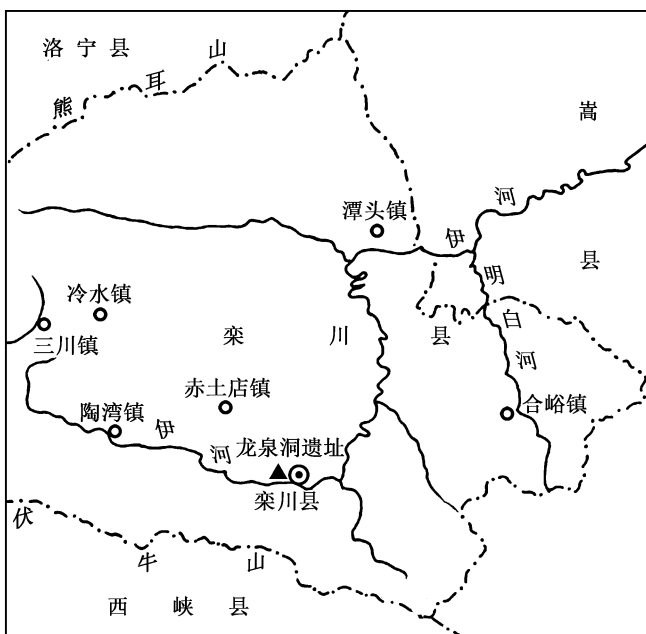 洛宁县
熊耳山
嵩县
潭头镇
伊河
明白河
冷水镇
三川镇
栾川县
赤土店镇
陶湾镇
合峪镇
伊河
龙泉洞遗址
栾川县
伏牛山
西峡县